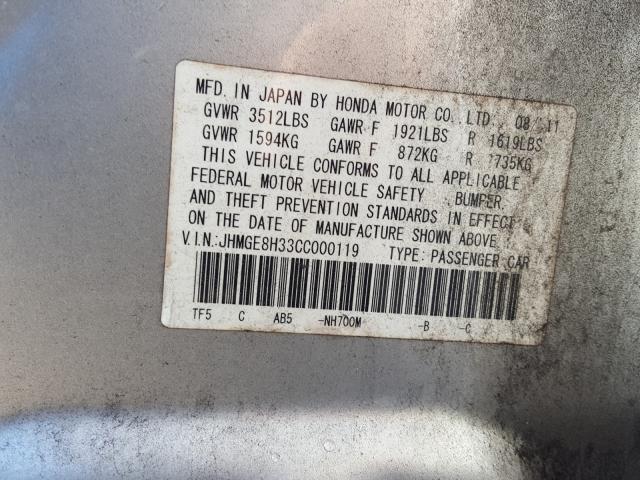 MFD. IN JAPAN BY HONDA MOTOR CO., LTD. 08/11
GVWR 3512LBS GAWR F 1921LBS R 1619LBS
GVWR 1594KG GAWR F 872KG R 735KG
THIS VEHICLE CONFORMS TO ALL APPLICABLE
FEDERAL MOTOR VEHICLE SAFETY, BUMPER,
AND THEFT PREVENTION STANDARDS IN EFFECT
ON THE DATE OF MANUFACTURE SHOWN ABOVE.
V.I.N.:JHMGE8H33CC000119 TYPE: PASSENGER CAR
TF5 C AB5 -NH700M -B -C